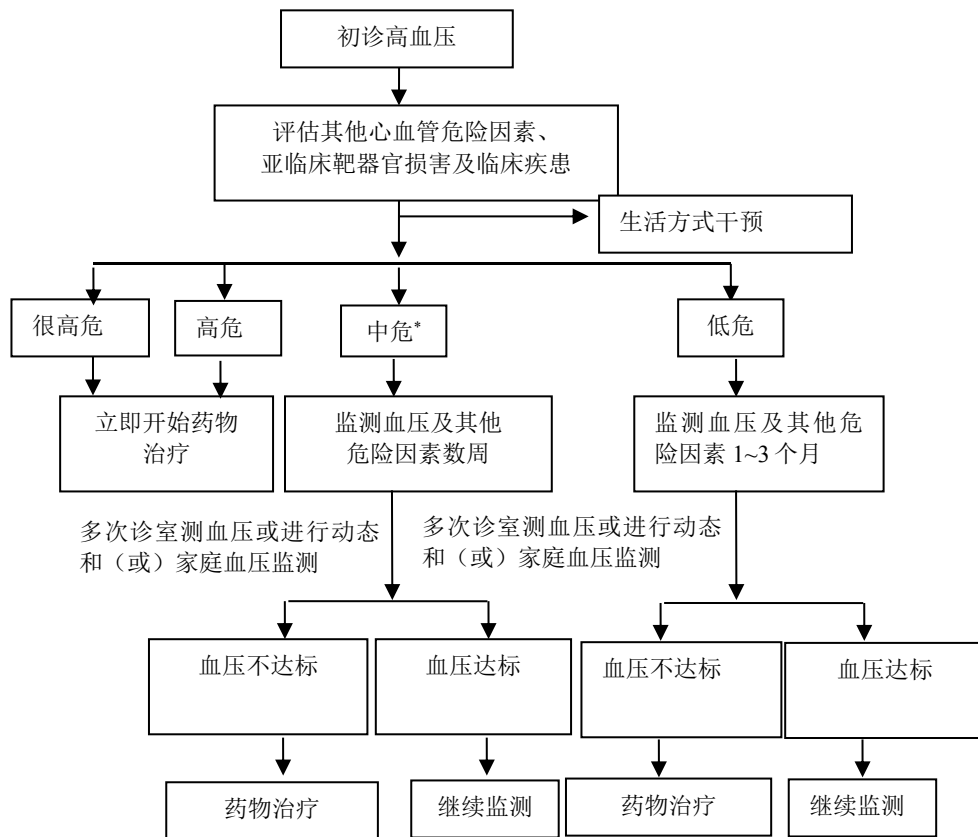 初诊高血压
评估其他心血管危险因素、
亚临床靶器官损害及临床疾患
生活方式干预
很高危
高危
中危*
低危
立即开始药物
治疗
监测血压及其他
危险因素数周
监测血压及其他危
险因素 1~3 个月
多次诊室测血压或进行动态
和（或）家庭血压监测
多次诊室测血压或进行动态
和（或）家庭血压监测
血压不达标
血压达标
血压不达标
血压达标
药物治疗
继续监测
药物治疗
继续监测